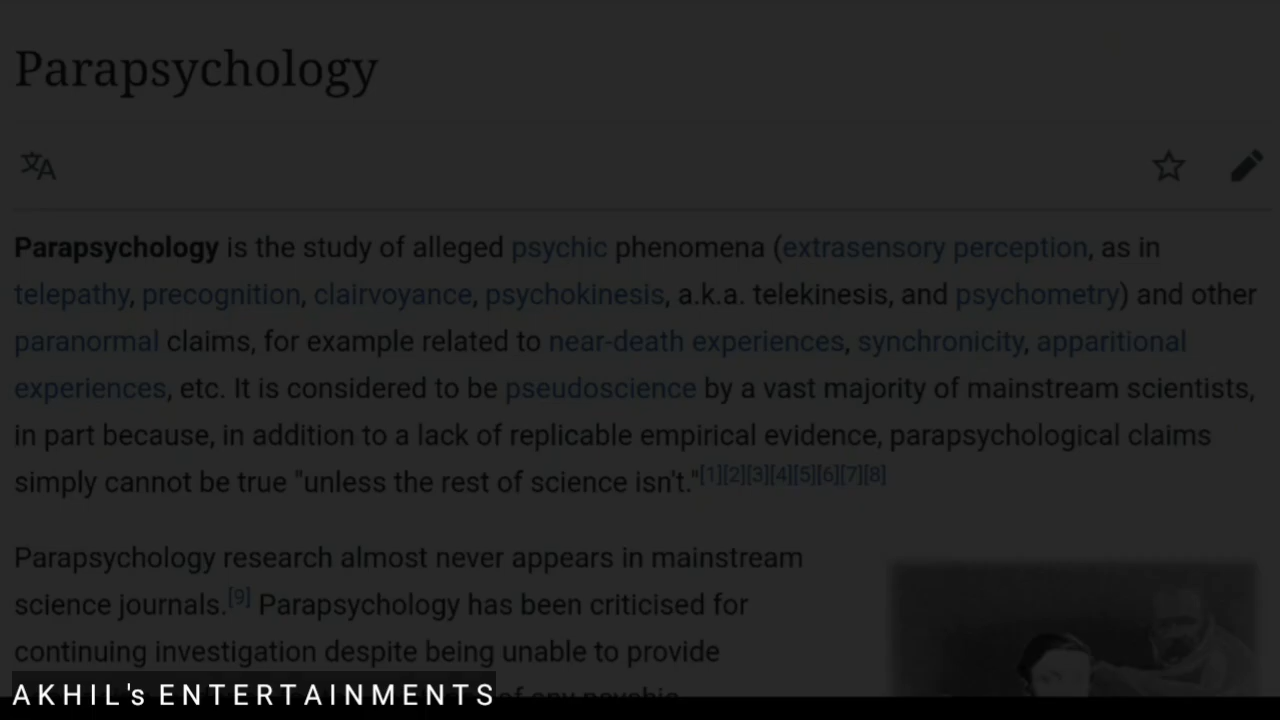 Parapsychology
Parapsychology is the study of alleged psychic phenomena (extrasensory perception, as in
telepathy, precognition, clairvoyance, psychokinesis, a.k.a. telekinesis, and psychometry) and other
paranormal claims, for example related to near-death experiences, synchronicity, apparitional
experiences, etc. It is considered to be pseudoscience by a vast majority of mainstream scientists,
in part because, in addition to a lack of replicable empirical evidence, parapsychological claims
simply cannot be true "unless the rest of science isn't."[1][2][3][4][5][6][7][8]
Parapsychology research almost never appears in mainstream
science journals.[9] Parapsychology has been criticised for
continuing investigation despite being unable to provide
of any psychic
AKHIL's ENTERTAINMENTS